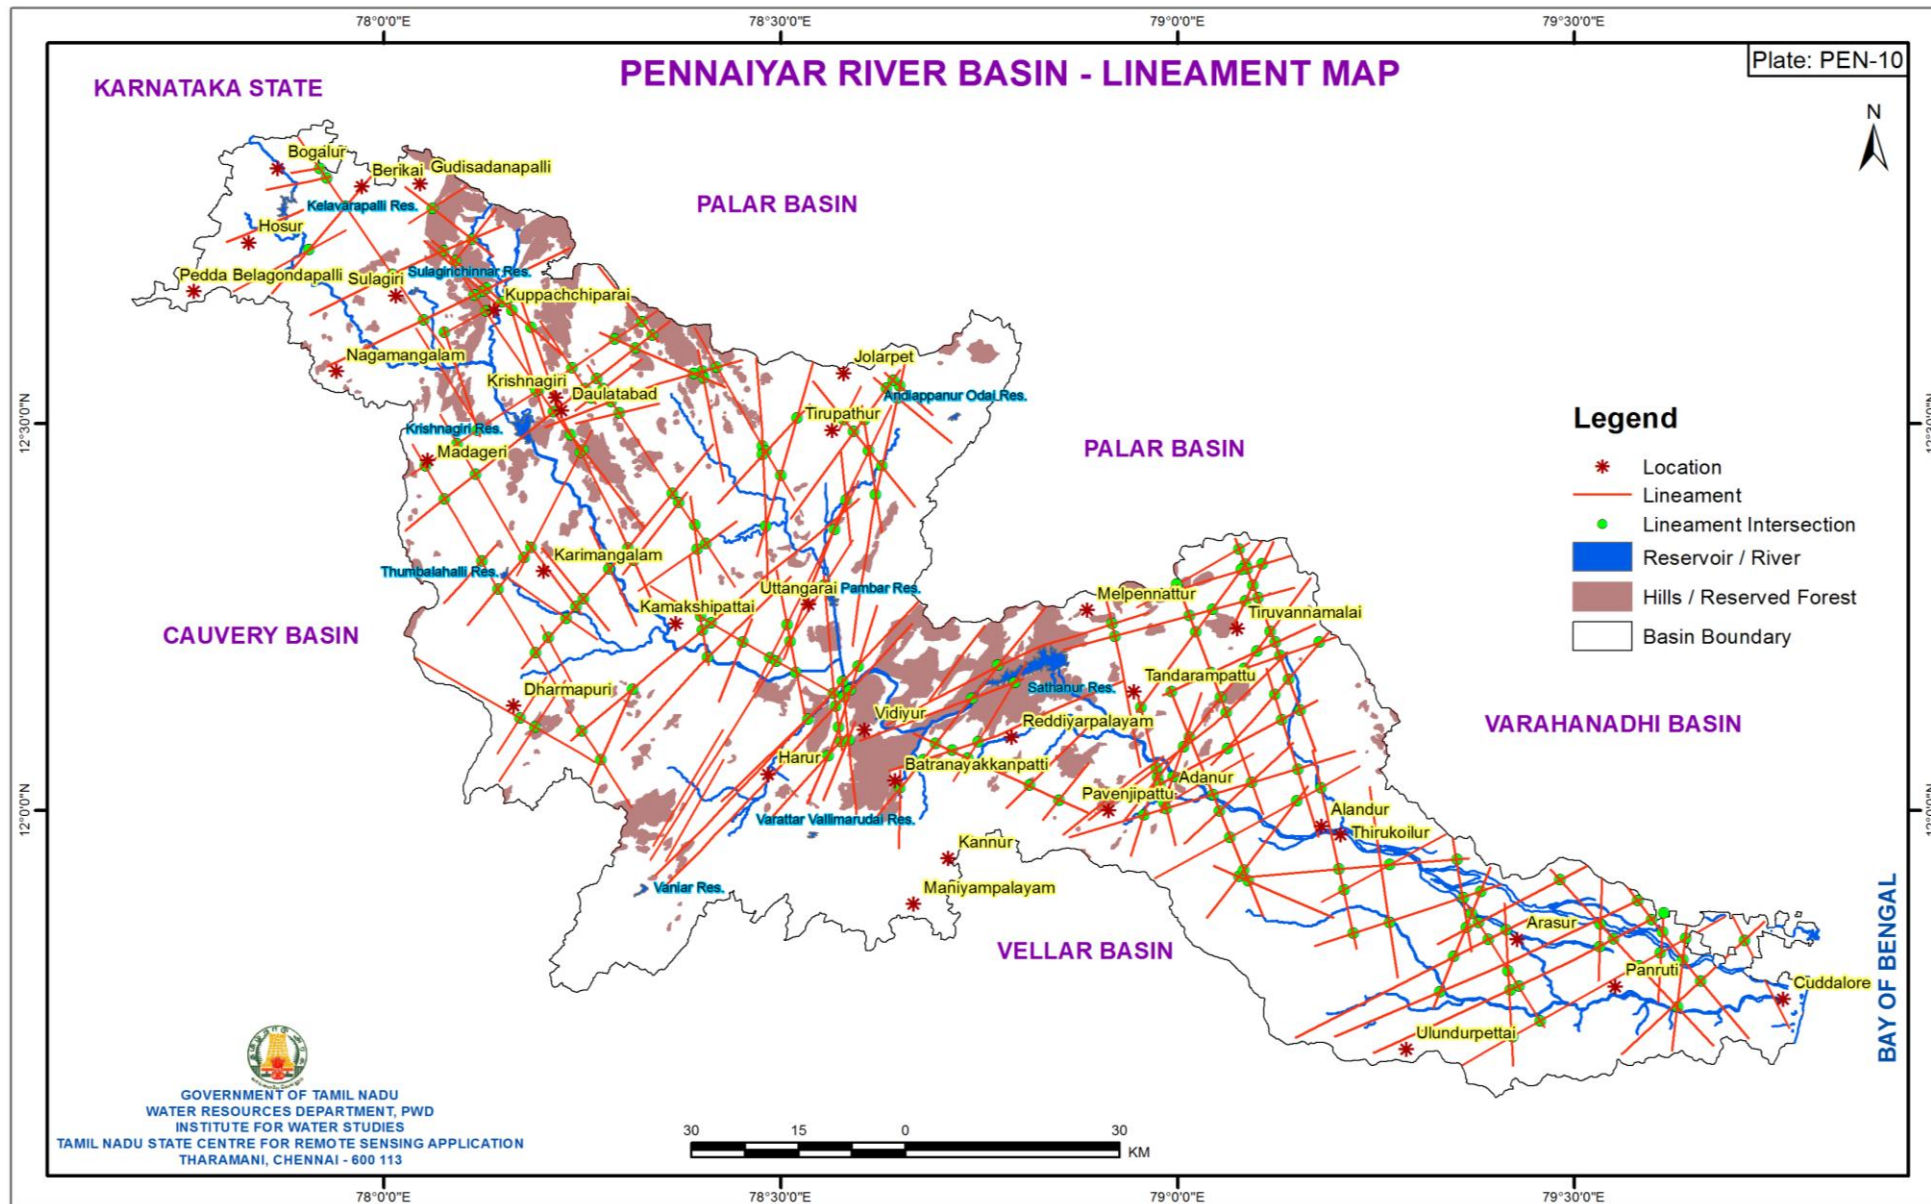 78°0'0"E
78°30'0"E
79°0'0"E
79°30'0"E
PENNAIYAR RIVER BASIN - LINEAMENT MAP
Plate: PEN-10
KARNATAKA STATE
N
Bogalur
Berikai
Gudisadanapalli
PALAR BASIN
Kelavarapalli Res.
Hosur
Pedda Belagondapalli
Sulagiri
Sulagirichinnar Res.
Kuppachchiparai
Nagamangalam
Jolarpet
Krishnagiri
Daulatabad
Andiappanur Odai Res.
Tirupathur
12°30'0"N
12°30'0"N
Krishnagiri Res.
Madageri
PALAR BASIN
Legend
Location
Lineament
Lineament Intersection
Reservoir / River
Hills / Reserved Forest
Basin Boundary
Karimangalam
Thumbalahalli Res.
Uttangarai
Pambar Res.
Kamakshipattai
Melpennattur
Tiruvannamalai
CAUVERY BASIN
Dharmapuri
Sathanur Res.
Tandarampattu
Vidiyur
Reddiyarpalayam
VARAHANADHI BASIN
Harur
Batranayakkanpatti
Adanur
Pavenjipattu
12°0'0"N
12°0'0"N
Varattar Vallimarudai Res.
Alandur
Thirukoilur
Kannur
Vaniar Res.
Maniyampalayam
VELLAR BASIN
Arasur
Panruti
Cuddalore
BAY OF BENGAL
Ulundurpettai
GOVERNMENT OF TAMIL NADU
WATER RESOURCES DEPARTMENT, PWD
INSTITUTE FOR WATER STUDIES
TAMIL NADU STATE CENTRE FOR REMOTE SENSING APPLICATION
THARAMANI, CHENNAI - 600 113
30 15 0 30
KM
78°0'0"E
78°30'0"E
79°0'0"E
79°30'0"E